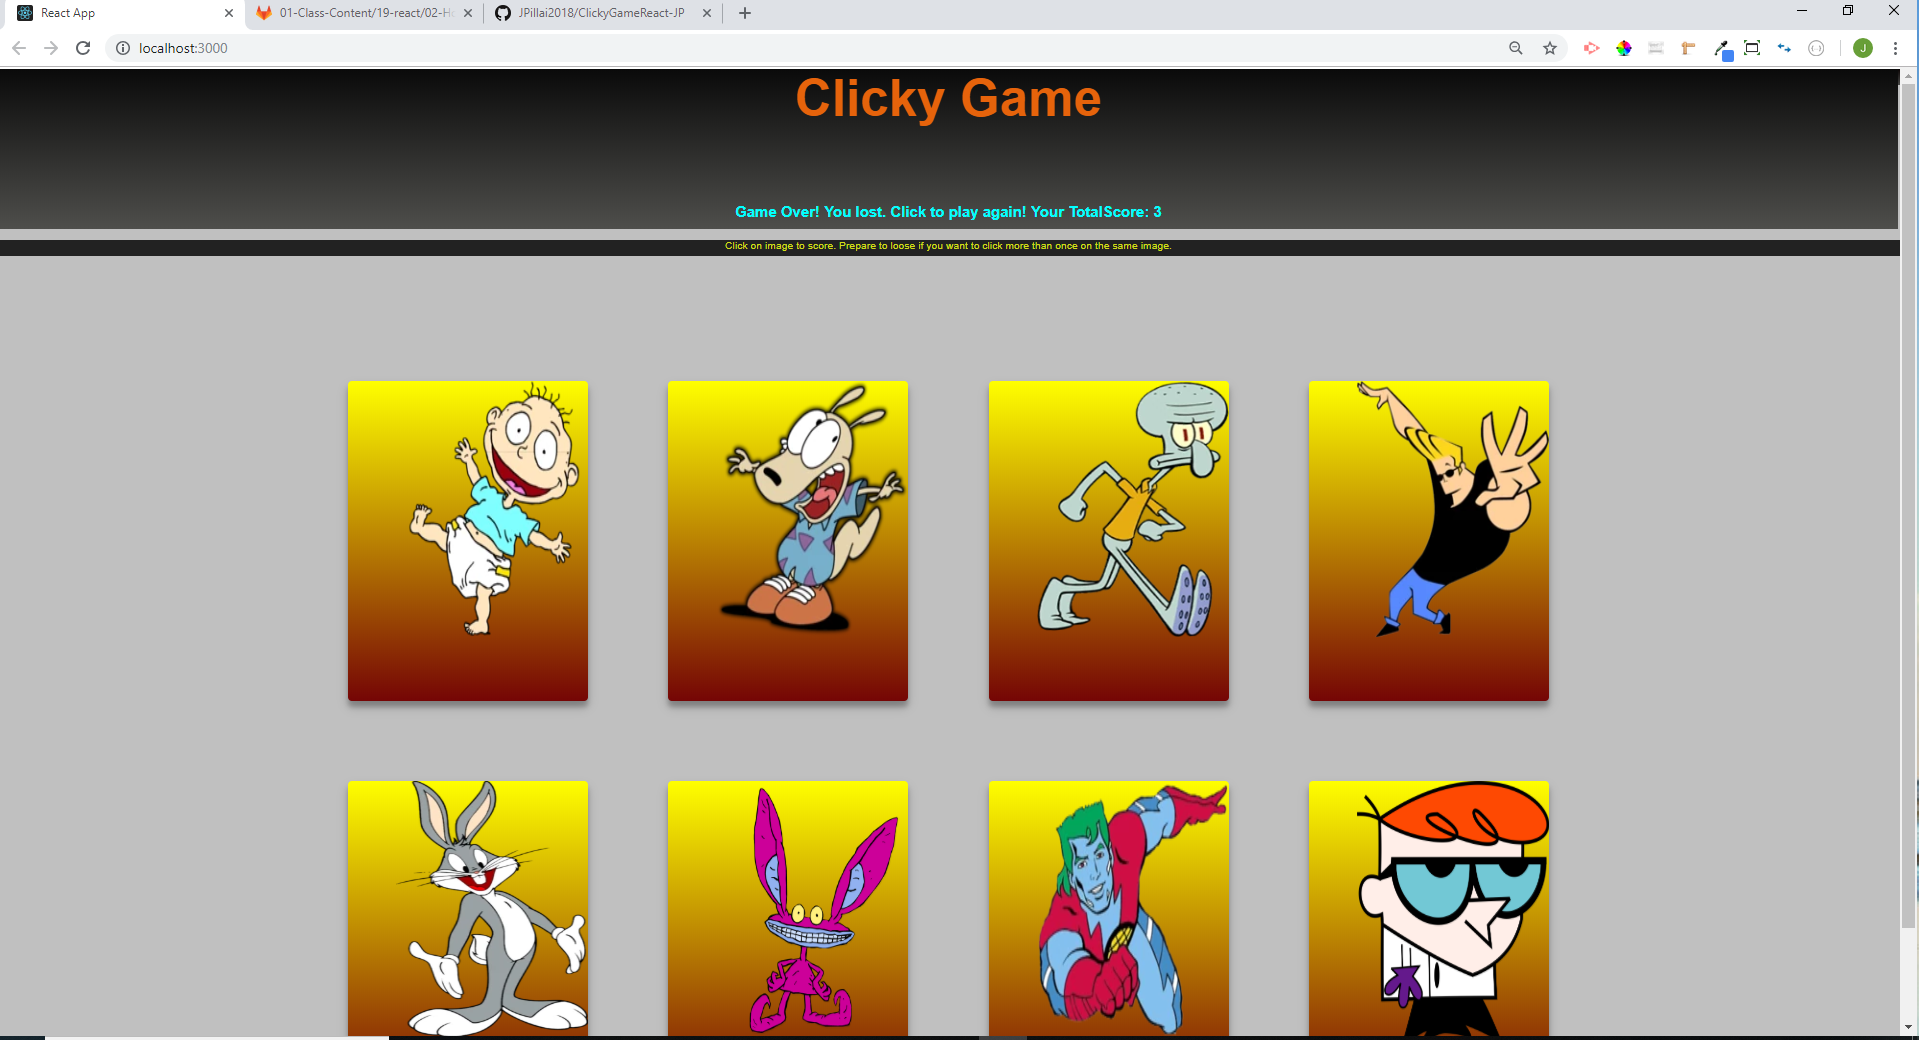 React App
01-Class-Content/19-react/02-Ho
JPillai2018/ClickyGameReact-JP
localhost:3000
J
Clicky Game
Game Over! You lost. Click to play again! Your TotalScore: 3
Click on image to score. Prepare to loose if you want to click more than once on the same image.